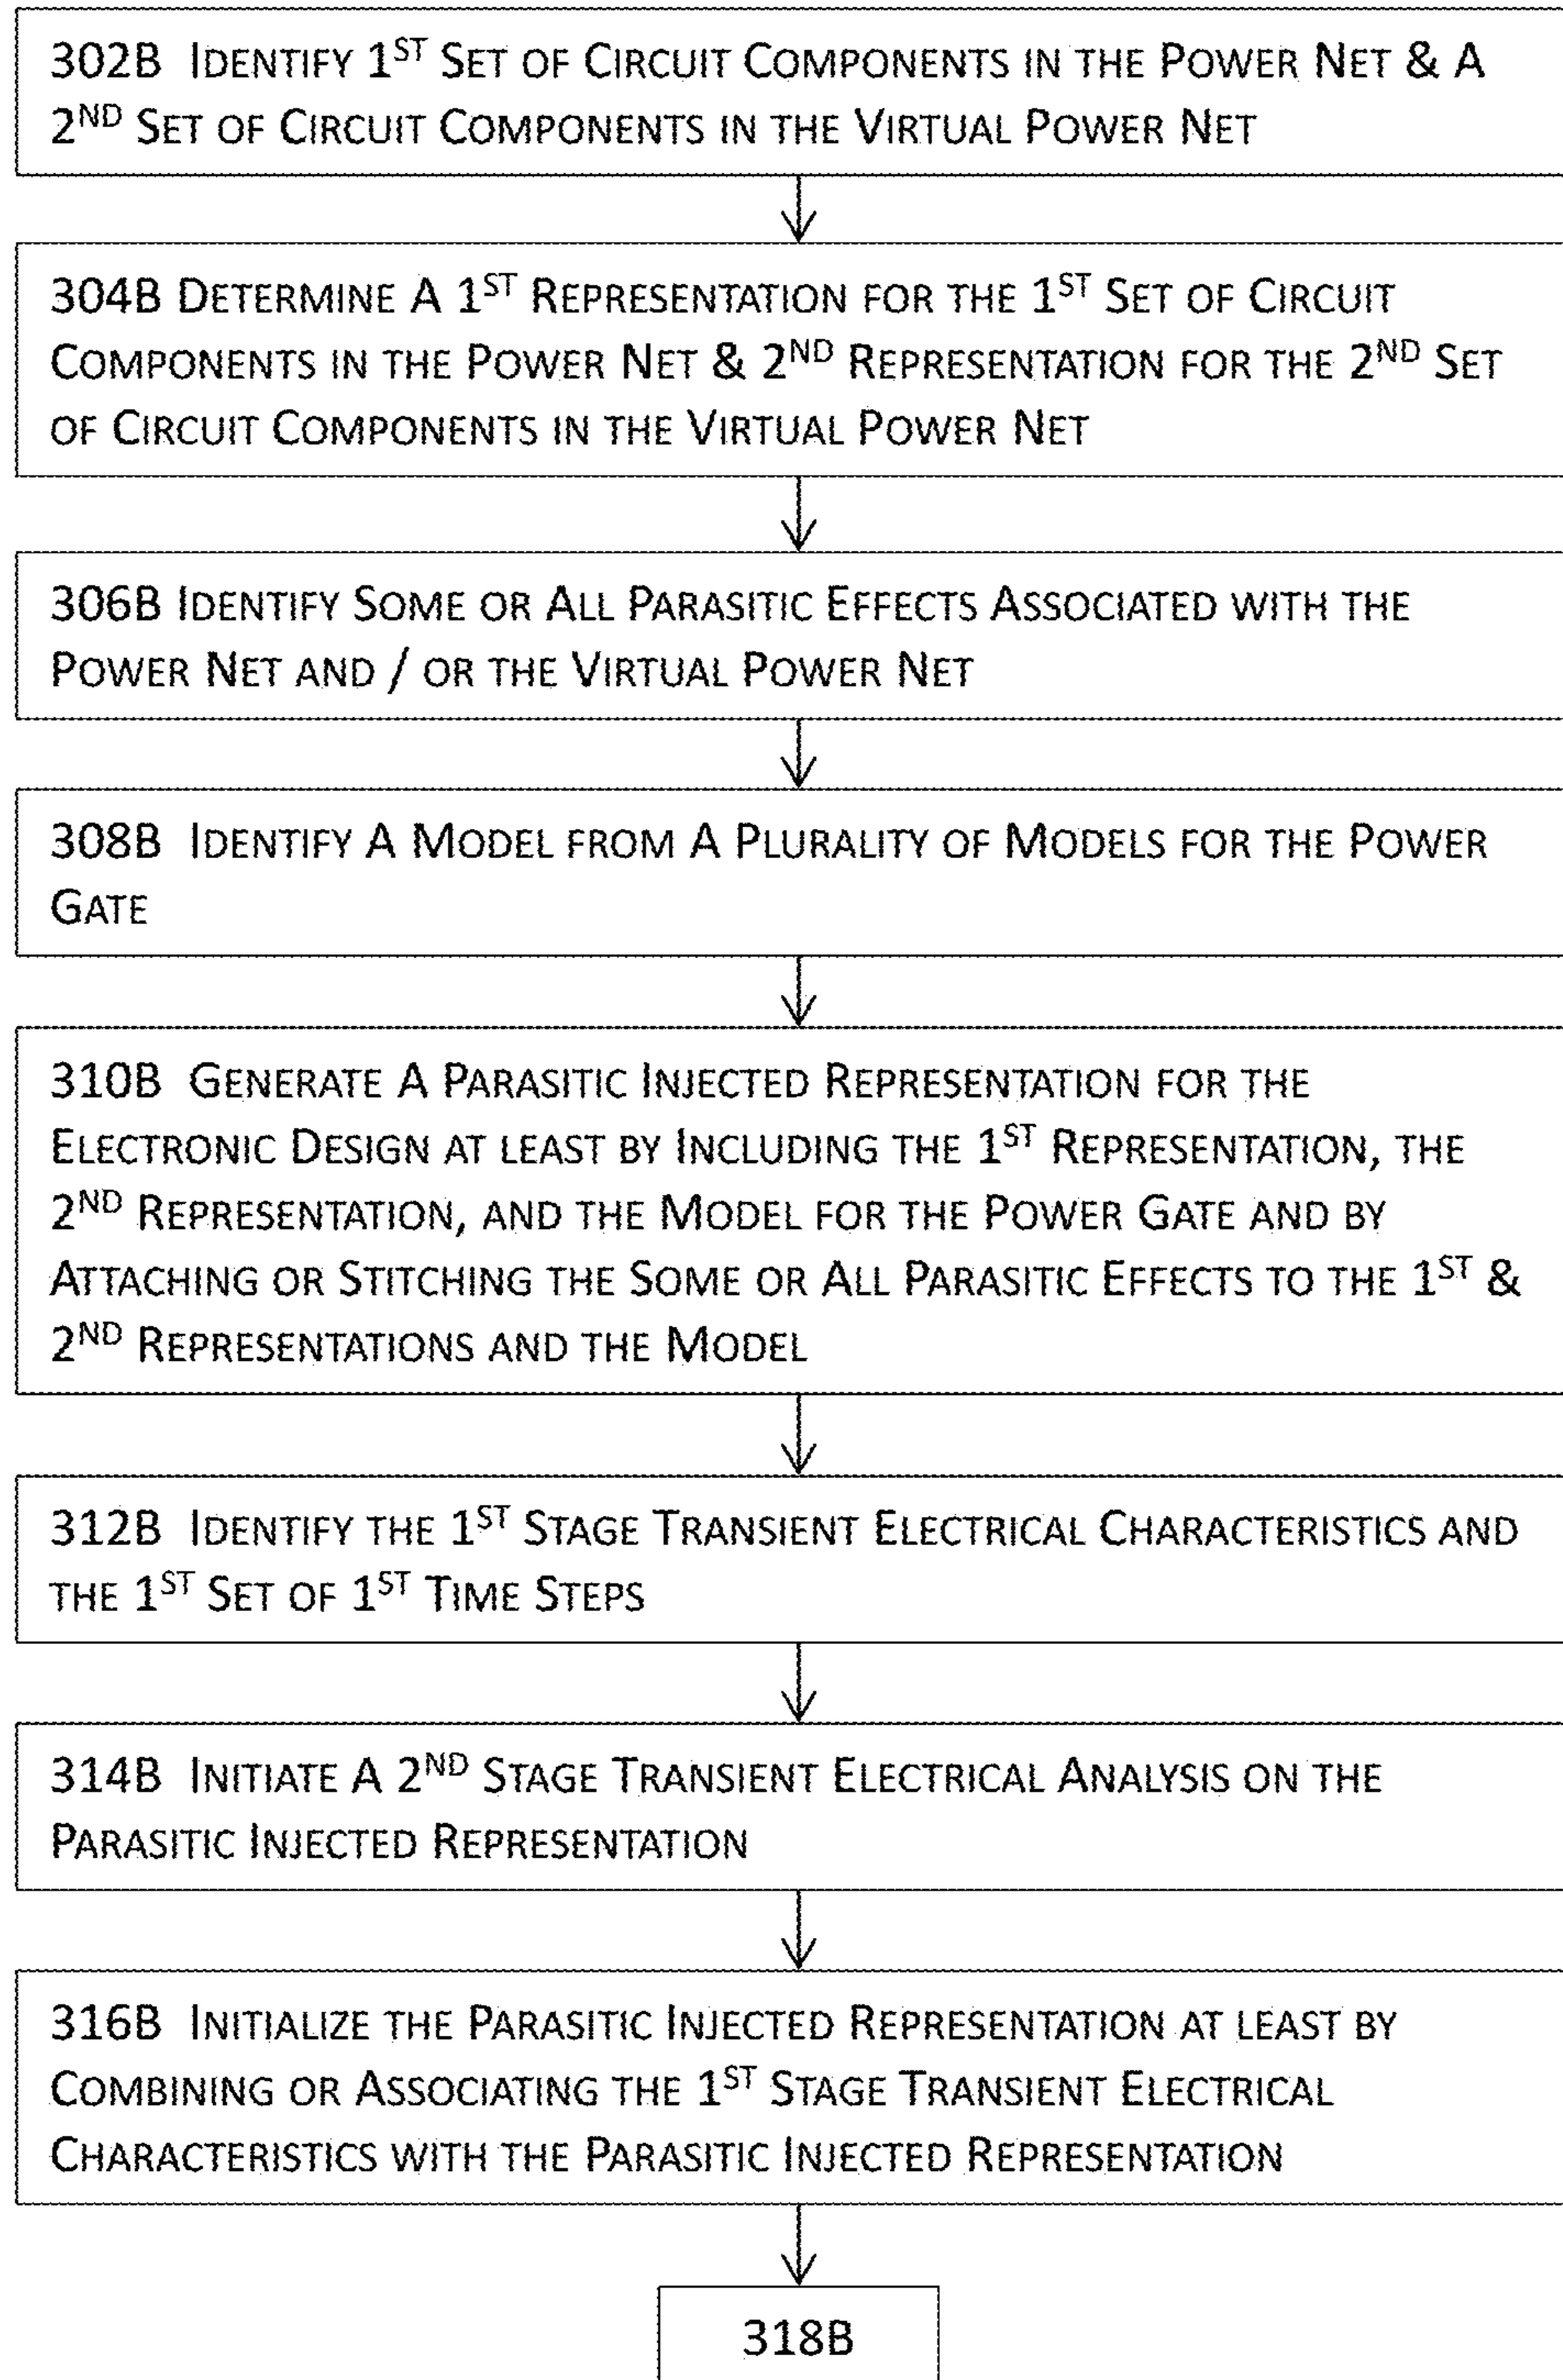 302B IDENTIFY 1ST SET OF CIRCUIT COMPONENTS IN THE POWER NET & A
2ND SET OF CIRCUIT COMPONENTS IN THE VIRTUAL POWER NET
304B DETERMINE A 1ST REPRESENTATION FOR THE 1ST SET OF CIRCUIT
COMPONENTS IN THE POWER NET & 2ND REPRESENTATION FOR THE 2ND SET
OF CIRCUIT COMPONENTS IN THE VIRTUAL POWER NET
306B IDENTIFY SOME OR ALL PARASITIC EFFECTS ASSOCIATED WITH THE
POWER NET AND / OR THE VIRTUAL POWER NET
308B IDENTIFY A MODEL FROM A PLURALITY OF MODELS FOR THE POWER
GATE
310B GENERATE A PARASITIC INJECTED REPRESENTATION FOR THE
ELECTRONIC DESIGN AT LEAST BY INCLUDING THE 1ST REPRESENTATION, THE
2ND REPRESENTATION, AND THE MODEL FOR THE POWER GATE AND BY
ATTACHING OR STITCHING THE SOME OR ALL PARASITIC EFFECTS TO THE 1ST &
2ND REPRESENTATIONS AND THE MODEL
312B IDENTIFY THE 1ST STAGE TRANSIENT ELECTRICAL CHARACTERISTICS AND
THE 1ST SET OF 1ST TIME STEPS
314B INITIATE A 2ND STAGE TRANSIENT ELECTRICAL ANALYSIS ON THE
PARASITIC INJECTED REPRESENTATION
316B INITIALIZE THE PARASITIC INJECTED REPRESENTATION AT LEAST BY
COMBINING OR ASSOCIATING THE 1ST STAGE TRANSIENT ELECTRICAL
CHARACTERISTICS WITH THE PARASITIC INJECTED REPRESENTATION
318B